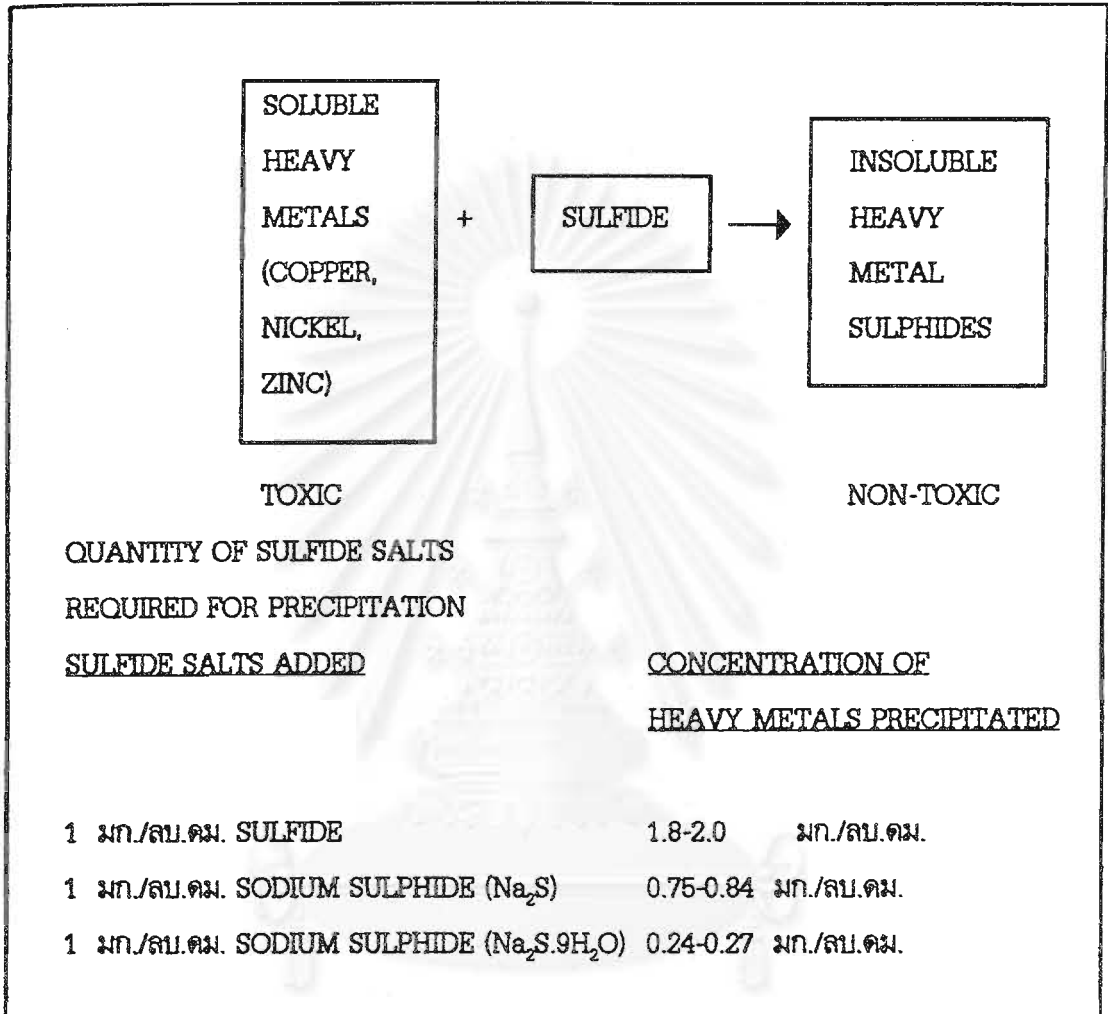 SOLUBLE
HEAVY
METALS
(COPPER,
NICKEL,
ZINC)
+
SULFIDE
INSOLUBLE
HEAVY
METAL
SULPHIDES
TOXIC
NON-TOXIC
QUANTITY OF SULFIDE SALTS
REQUIRED FOR PRECIPITATION
SULFIDE SALTS ADDED
CONCENTRATION OF
HEAVY METALS PRECIPITATED
1 มก./ลบ.ดม. SULFIDE 1.8-2.0 มก./ลบ.ดม.
1 มก./ลบ.ดม. SODIUM SULPHIDE (Na₂S) 0.75-0.84 มก./ลบ.ดม.
1 มก./ลบ.ดม. SODIUM SULPHIDE (Na₂S.9H₂O) 0.24-0.27 มก./ลบ.ดม.